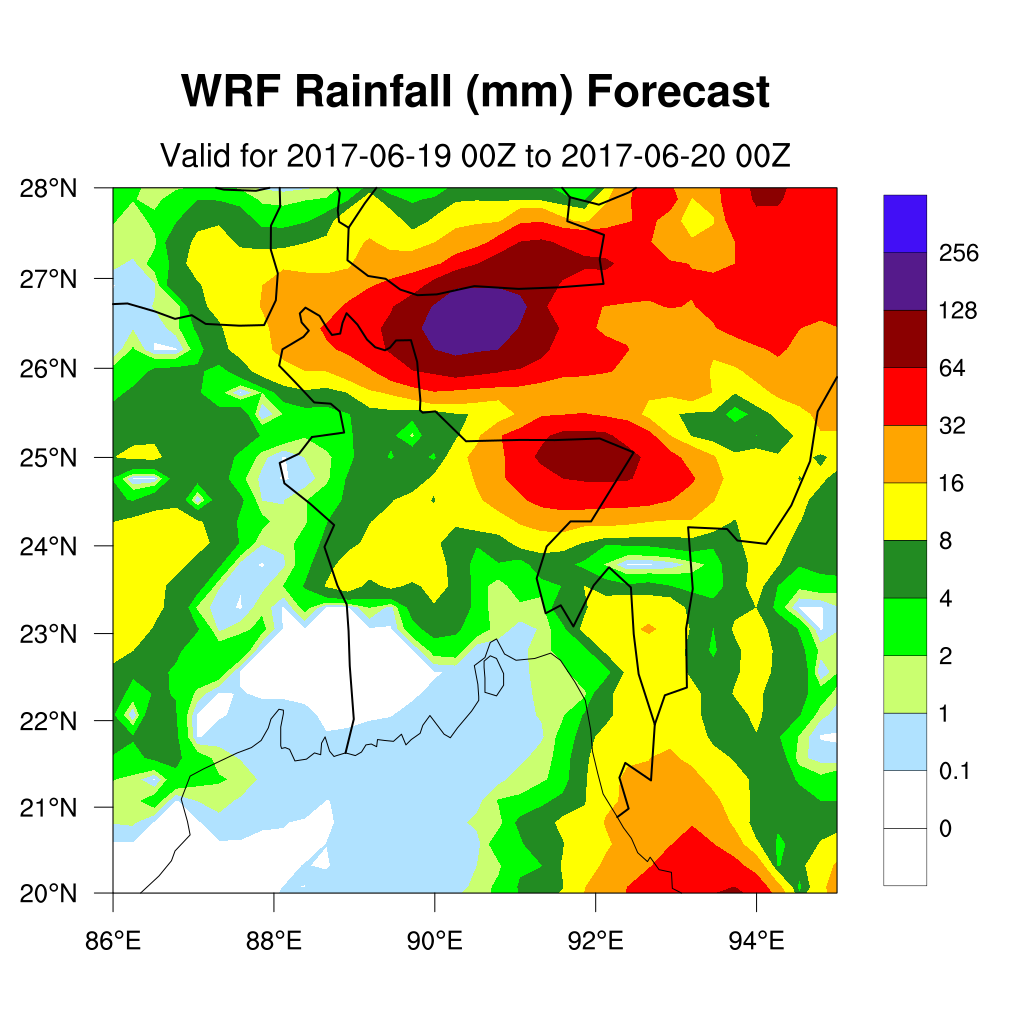 WRF Rainfall (mm) Forecast
Valid for 2017-06-19 00Z to 2017-06-20 00Z
28°N
27°N
26°N
25°N
24°N
23°N
22°N
21°N
20°N
86°E 88°E 90°E 92°E 94°E
256
128
64
32
16
8
4
2
1
0.1
0